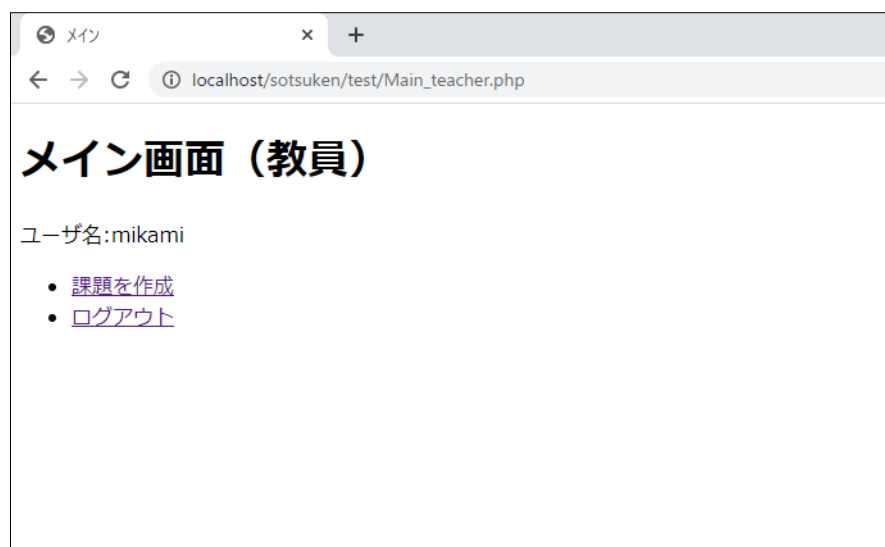 メイン
localhost/sotsuken/test/Main_teacher.php
メイン画面（教員）
ユーザ名:mikami
課題を作成
ログアウト